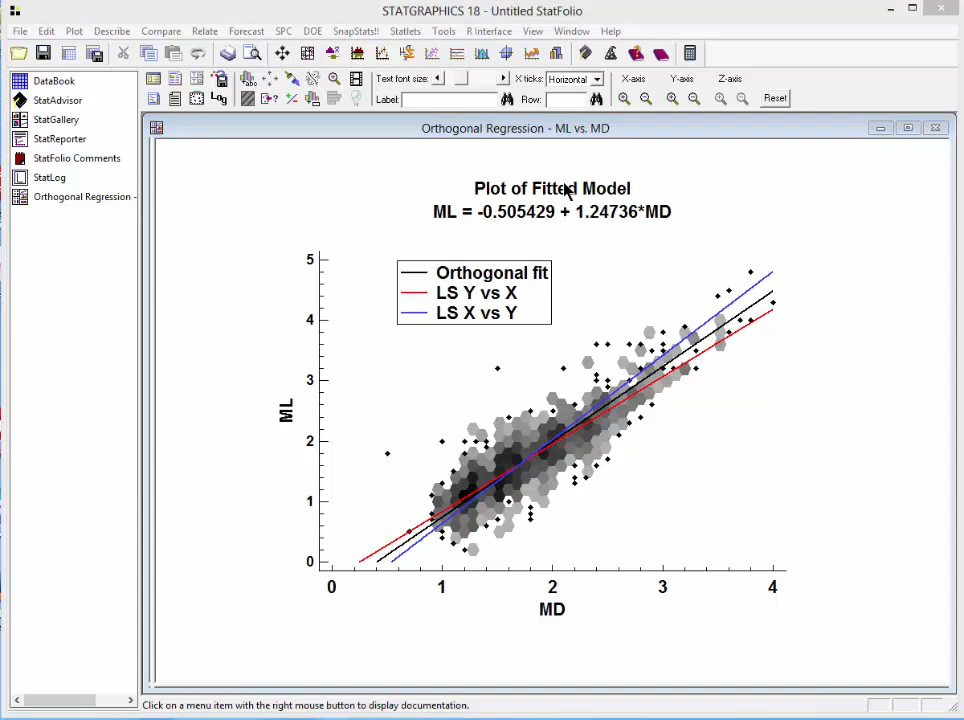 STATGRAPHICS 18 - Untitled StatFolio
File Edit Plot Describe Compare Relate Forecast SPC DOE SnapStats!! Statlets Tools R Interface View Window Help
Text font size: X ticks: Horizontal X-axis Y-axis Z-axis
Log Label: Row: Reset
DataBook
StatAdvisor
StatGallery
StatReporter
StatFolio Comments
StatLog
Orthogonal Regression -
Orthogonal Regression - ML vs. MD
Plot of Fitted Model
ML = -0.505429 + 1.24736*MD
Orthogonal fit
LS Y vs X
LS X vs Y
5
4
3
2
1
0
ML
0 1 2 3 4
MD
Click on a menu item with the right mouse button to display documentation.